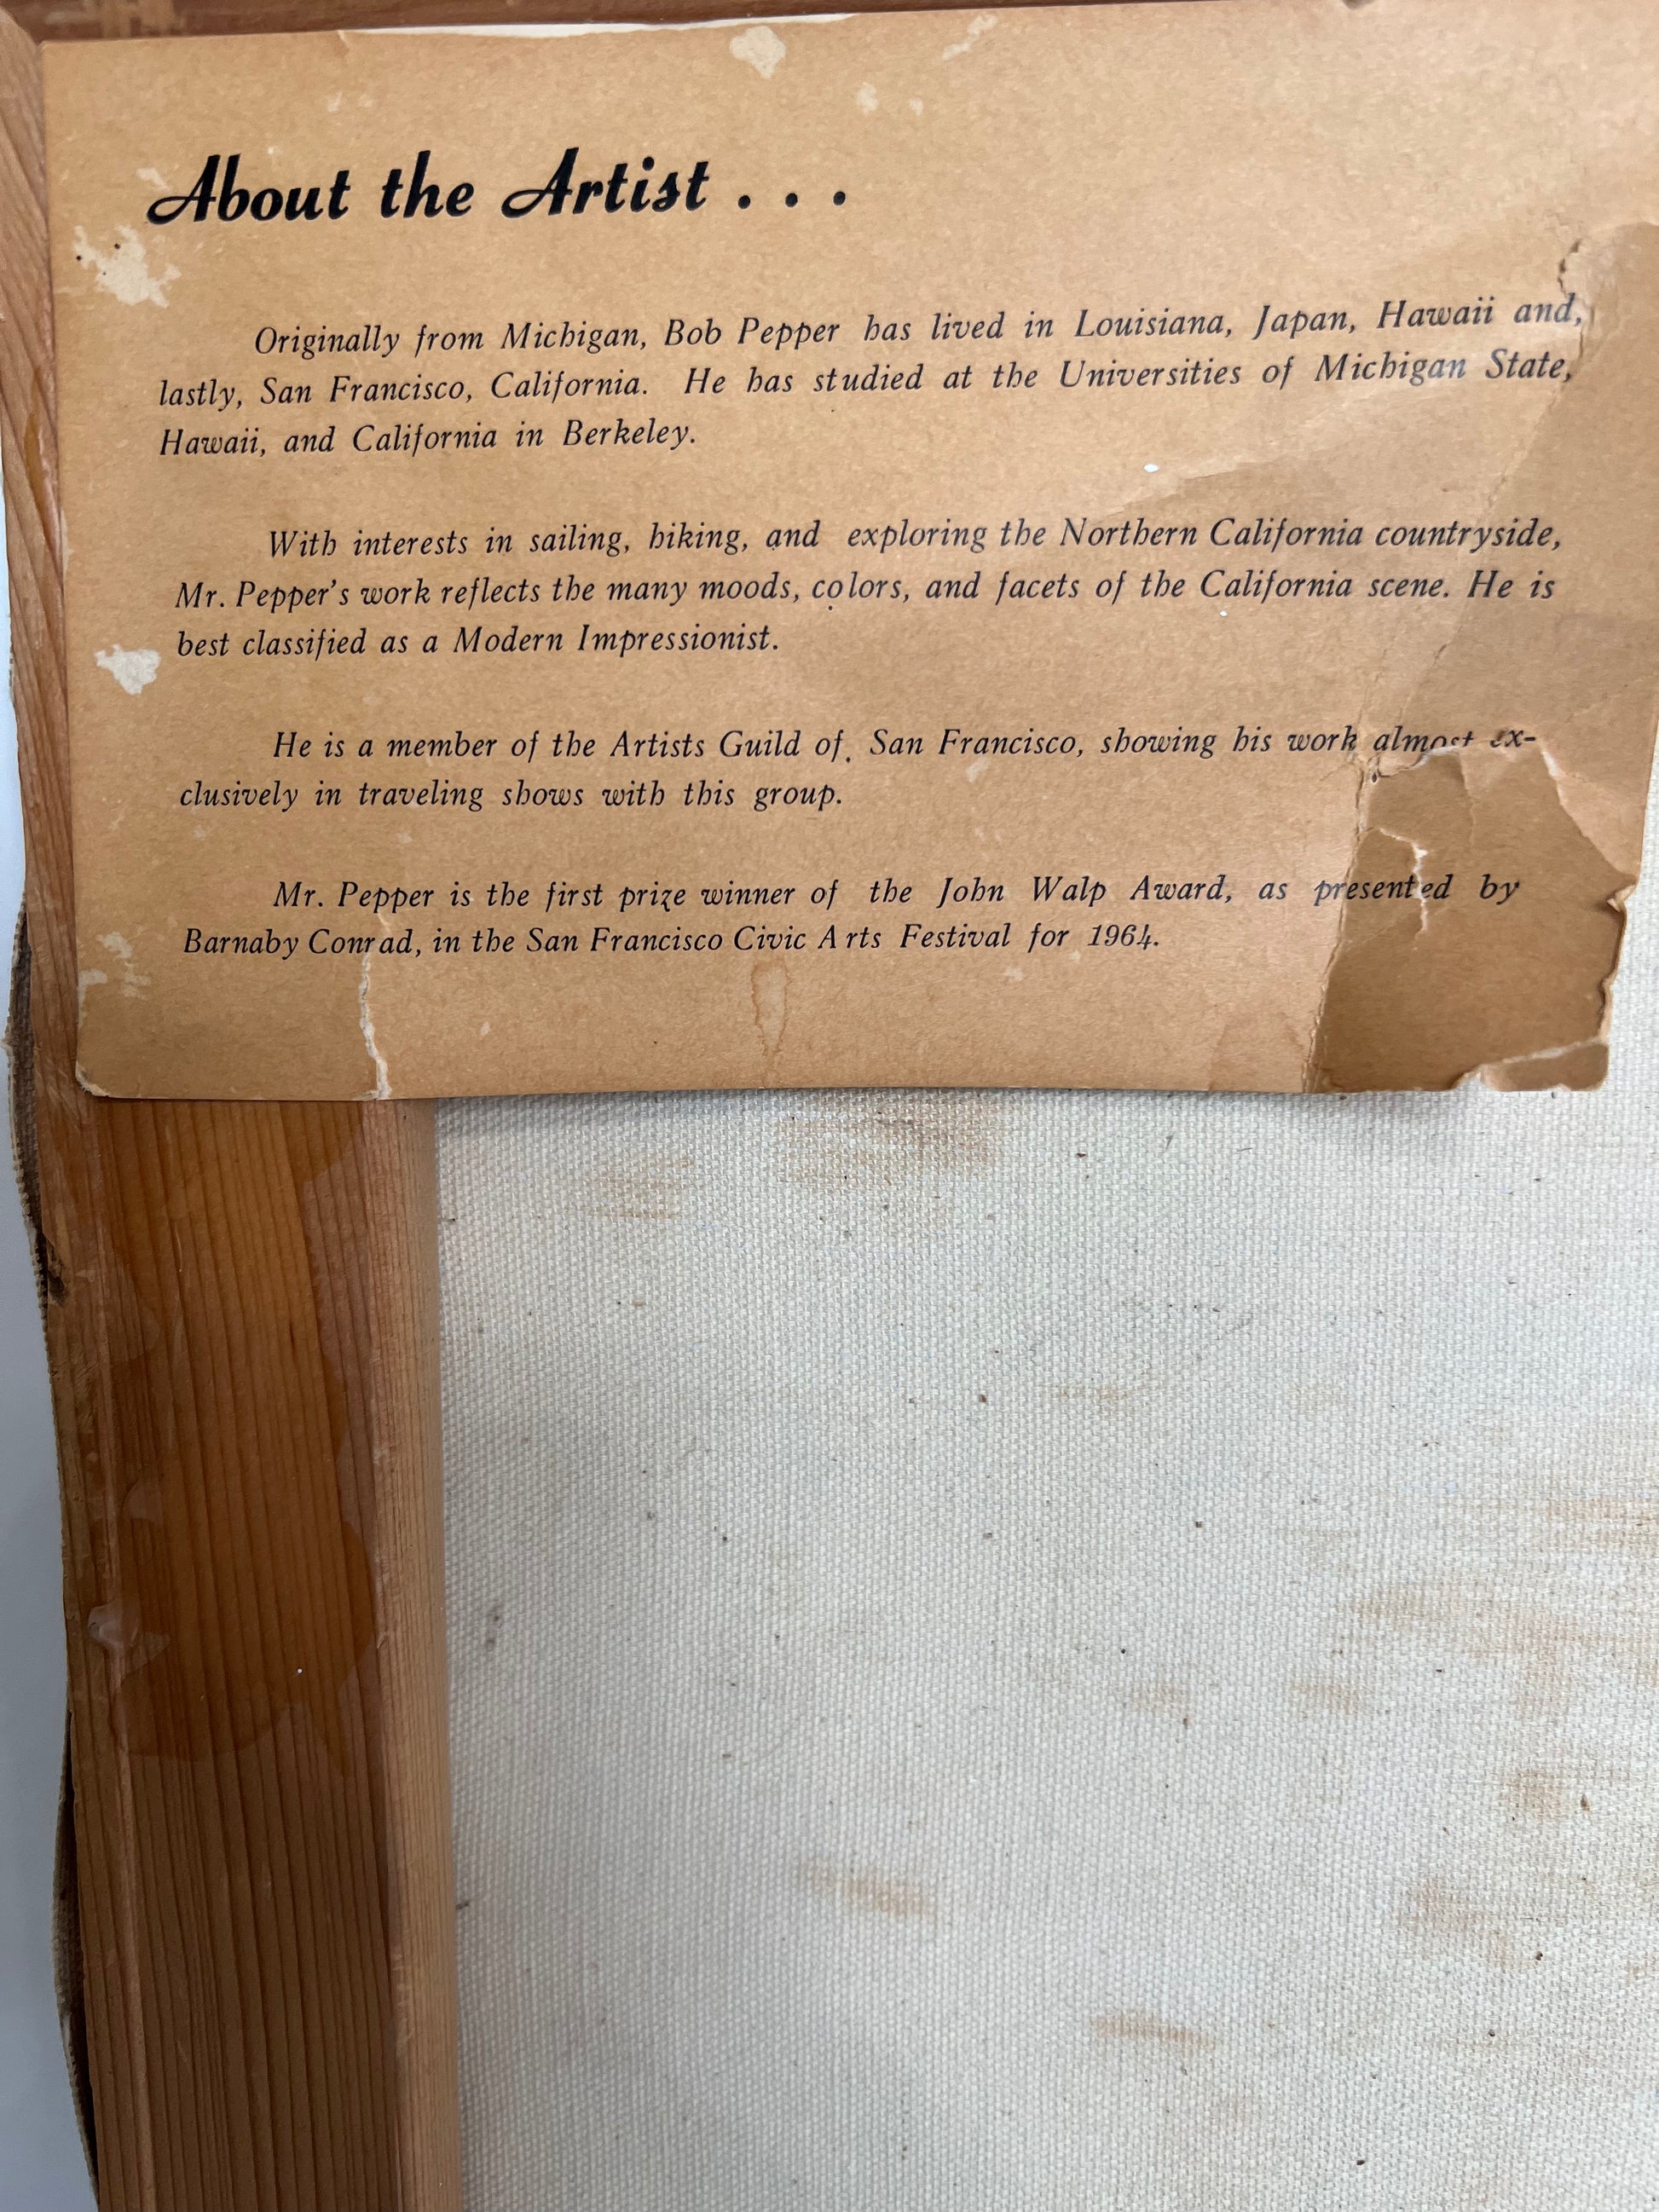 About the Artist . . .
Originally from Michigan, Bob Pepper has lived in Louisiana, Japan, Hawaii and,
lastly, San Francisco, California. He has studied at the Universities of Michigan State,
Hawaii, and California in Berkeley.
With interests in sailing, hiking, and exploring the Northern California countryside,
Mr. Pepper's work reflects the many moods, colors, and facets of the California scene. He is
best classified as a Modern Impressionist.
He is a member of the Artists Guild of San Francisco, showing his work almost ex-
clusively in traveling shows with this group.
Mr. Pepper is the first prize winner of the John Walp Award, as presented by
Barnaby Conrad, in the San Francisco Civic Arts Festival for 1964.